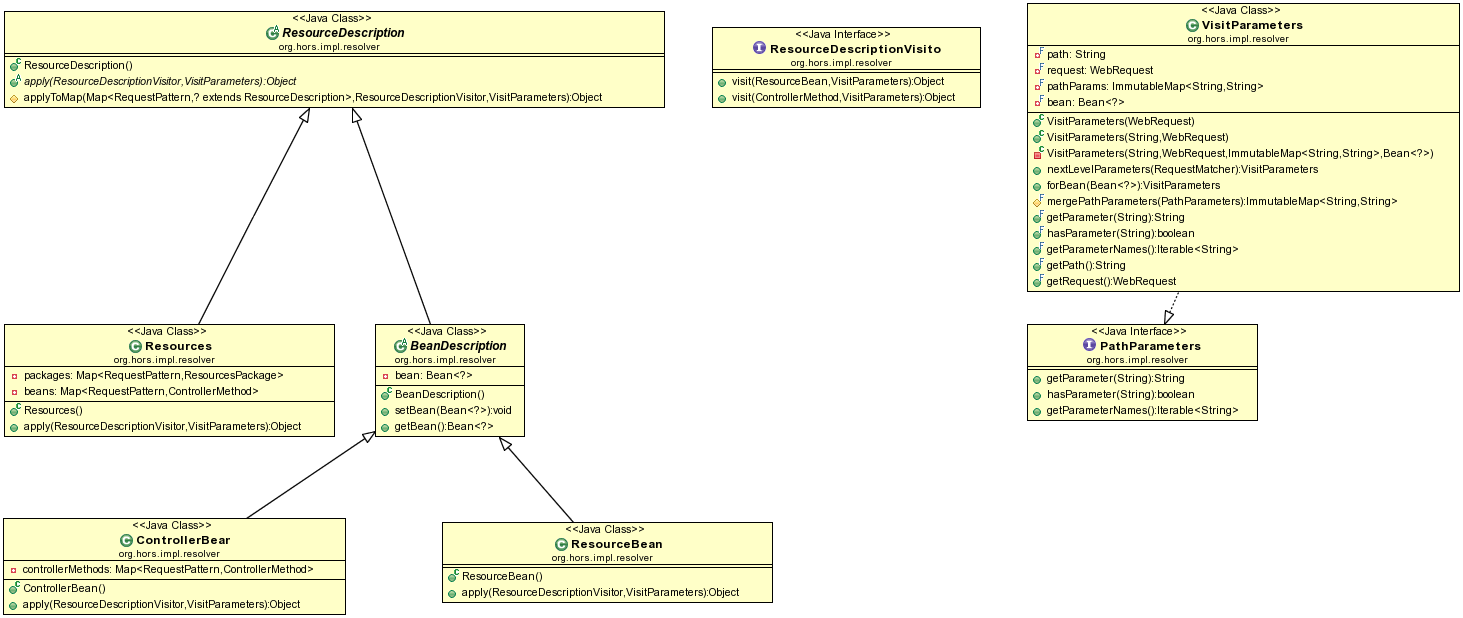 <<Java Class>>
ResourceDescription
org.hors.impl.resolver
ResourceDescription()
apply(ResourceDescriptionVisitor,VisitParameters):Object
applyToMap(Map<RequestPattern,? extends ResourceDescription>,ResourceDescriptionVisitor,VisitParameters):Object
<<Java Interface>>
ResourceDescriptionVisito
org.hors.impl.resolver
visit(ResourceBean,VisitParameters):Object
visit(ControllerMethod,VisitParameters):Object
<<Java Class>>
VisitParameters
org.hors.impl.resolver
path: String
request: WebRequest
pathParams: ImmutableMap<String,String>
bean: Bean<?>
VisitParameters(WebRequest)
VisitParameters(String,WebRequest)
VisitParameters(String,WebRequest,ImmutableMap<String,String>,Bean<?>)
nextLevelParameters(RequestMatcher):VisitParameters
forBean(Bean<?>):VisitParameters
mergePathParameters(PathParameters):ImmutableMap<String,String>
getParameter(String):String
hasParameter(String):boolean
getParameterNames():Iterable<String>
getPath():String
getRequest():WebRequest
<<Java Class>>
Resources
org.hors.impl.resolver
packages: Map<RequestPattern,ResourcesPackage>
beans: Map<RequestPattern,ControllerMethod>
Resources()
apply(ResourceDescriptionVisitor,VisitParameters):Object
<<Java Class>>
BeanDescription
org.hors.impl.resolver
bean: Bean<?>
BeanDescription()
setBean(Bean<?>):void
getBean():Bean<?>
<<Java Interface>>
PathParameters
org.hors.impl.resolver
getParameter(String):String
hasParameter(String):boolean
getParameterNames():Iterable<String>
<<Java Class>>
ControllerBear
org.hors.impl.resolver
controllerMethods: Map<RequestPattern,ControllerMethod>
ControllerBean()
apply(ResourceDescriptionVisitor,VisitParameters):Object
<<Java Class>>
ResourceBean
org.hors.impl.resolver
ResourceBean()
apply(ResourceDescriptionVisitor,VisitParameters):Object